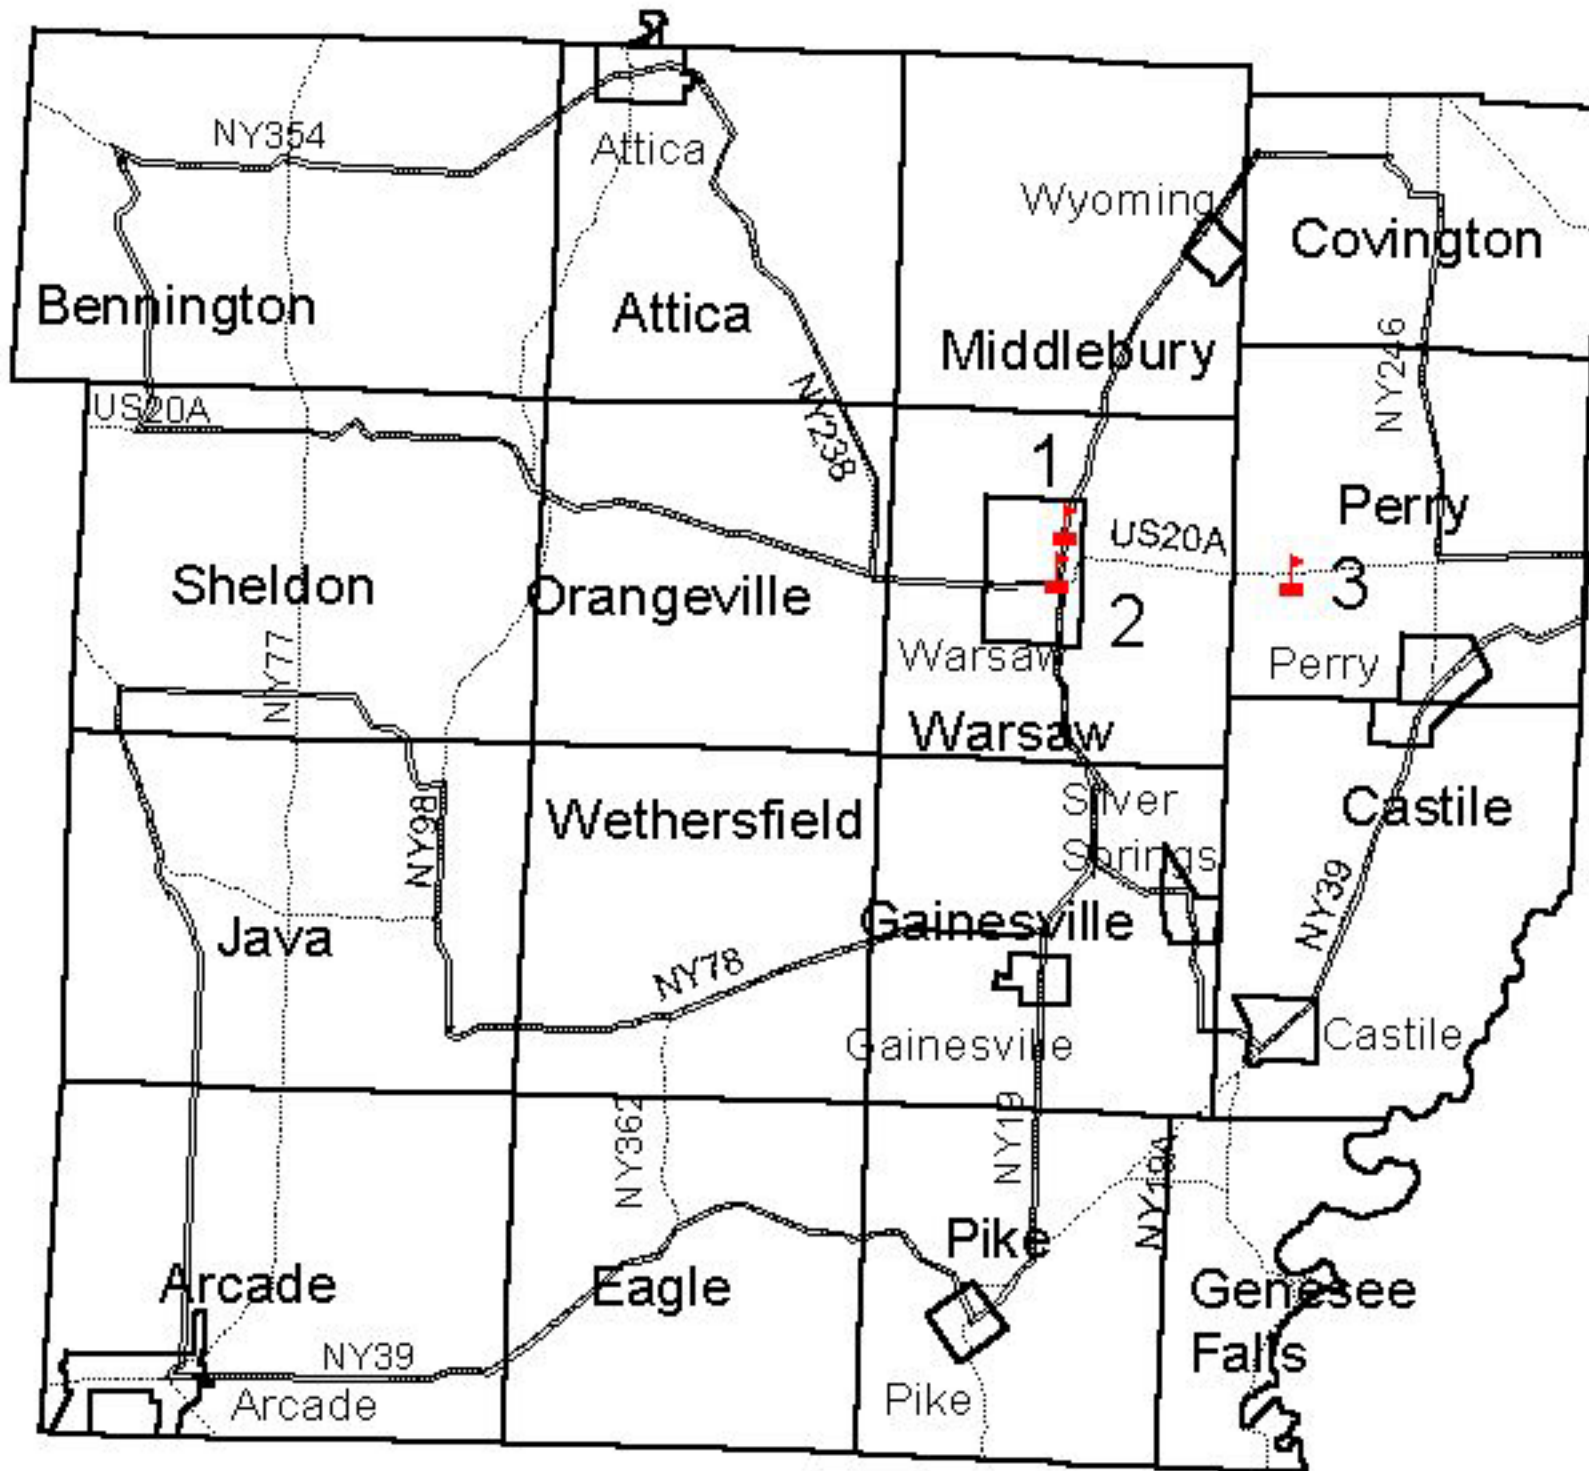 NY354
Attica
Wyoming
Covington
Bennington
Attica
Middlebury
NY246
US20A
NY238
1
Perry
US20A
Sheldon
Orangeville
3
2
Warsaw
Perry
NY77
Warsaw
Silver
Springs
Castile
Wethersfield
NY98
Gainesville
NY39
Java
NY78
Gainesville
Castile
NY362
NY19
NY19A
Pike
Arcade
Eagle
Genesee
Falls
NY39
Arcade
Pike